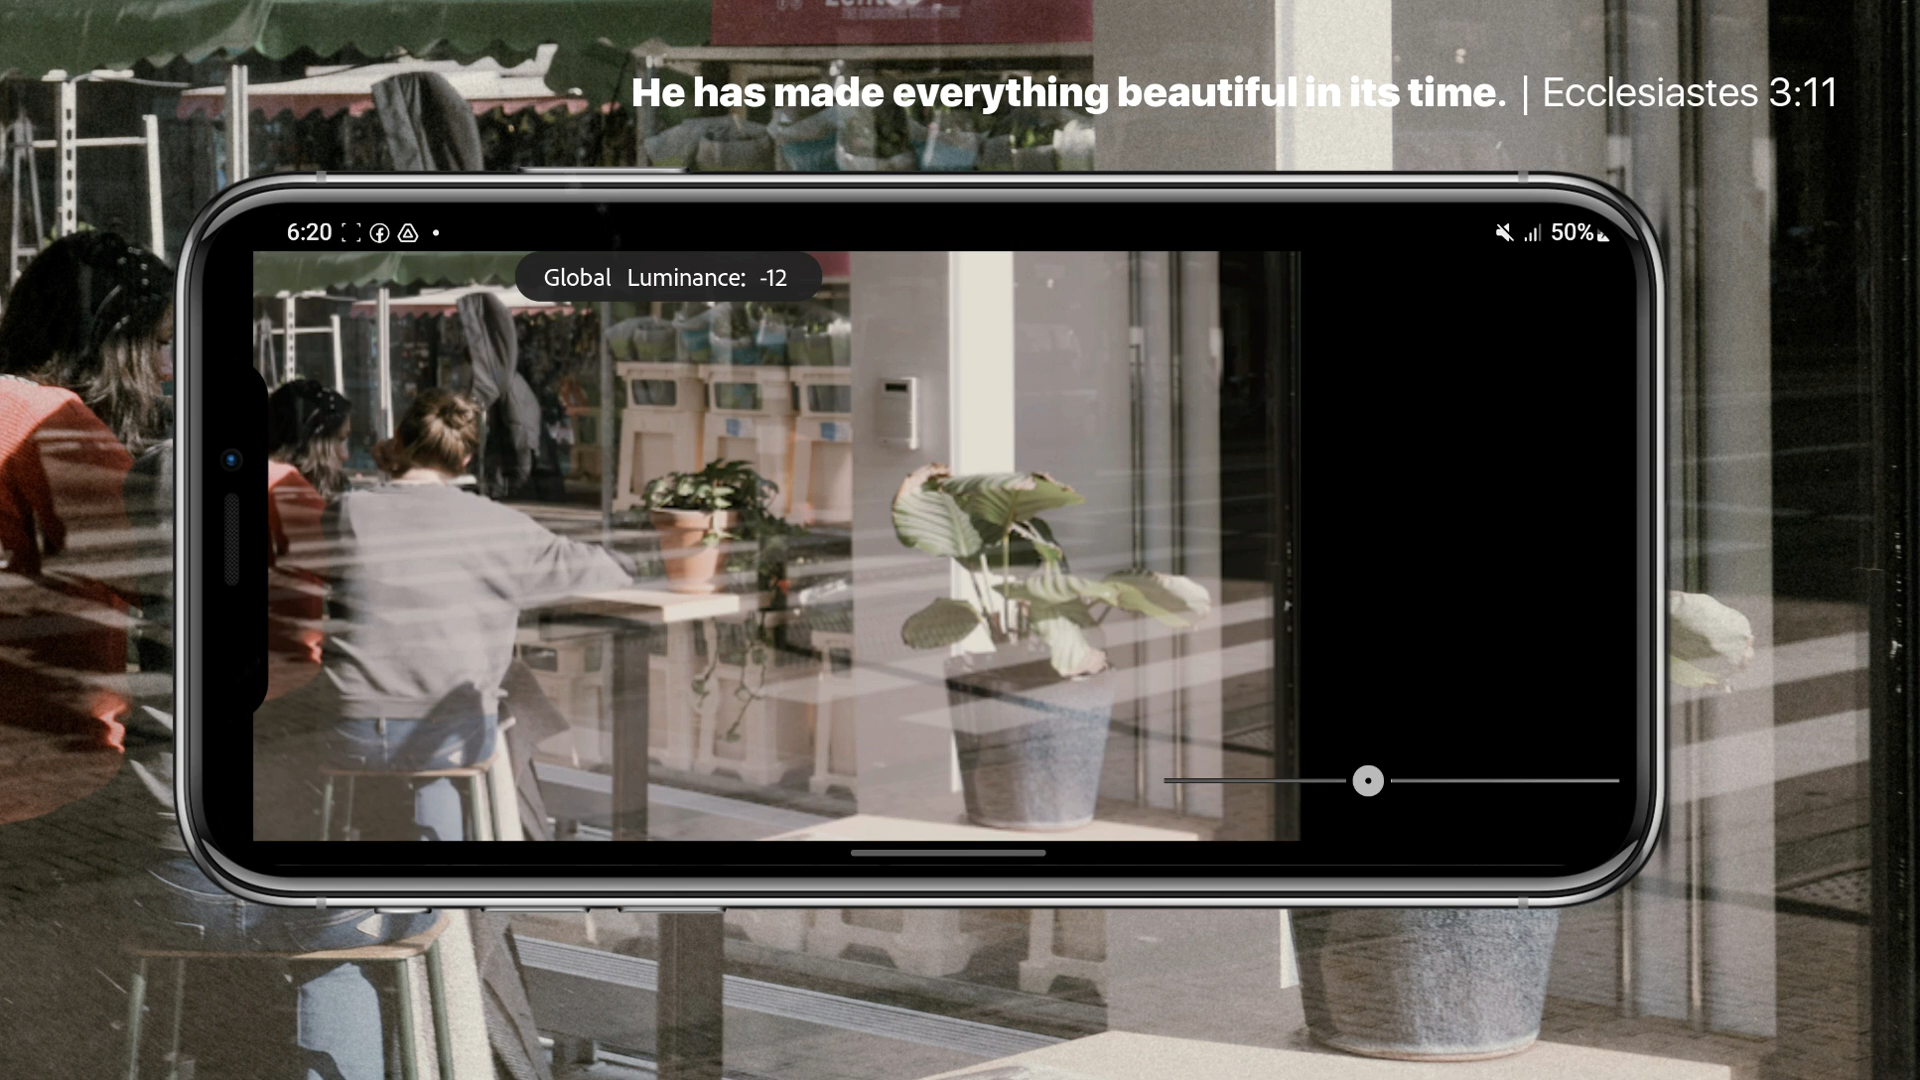 He has made everything beautiful in its time. | Ecclesiastes 3:11
6:20
50%
Global Luminance: -12